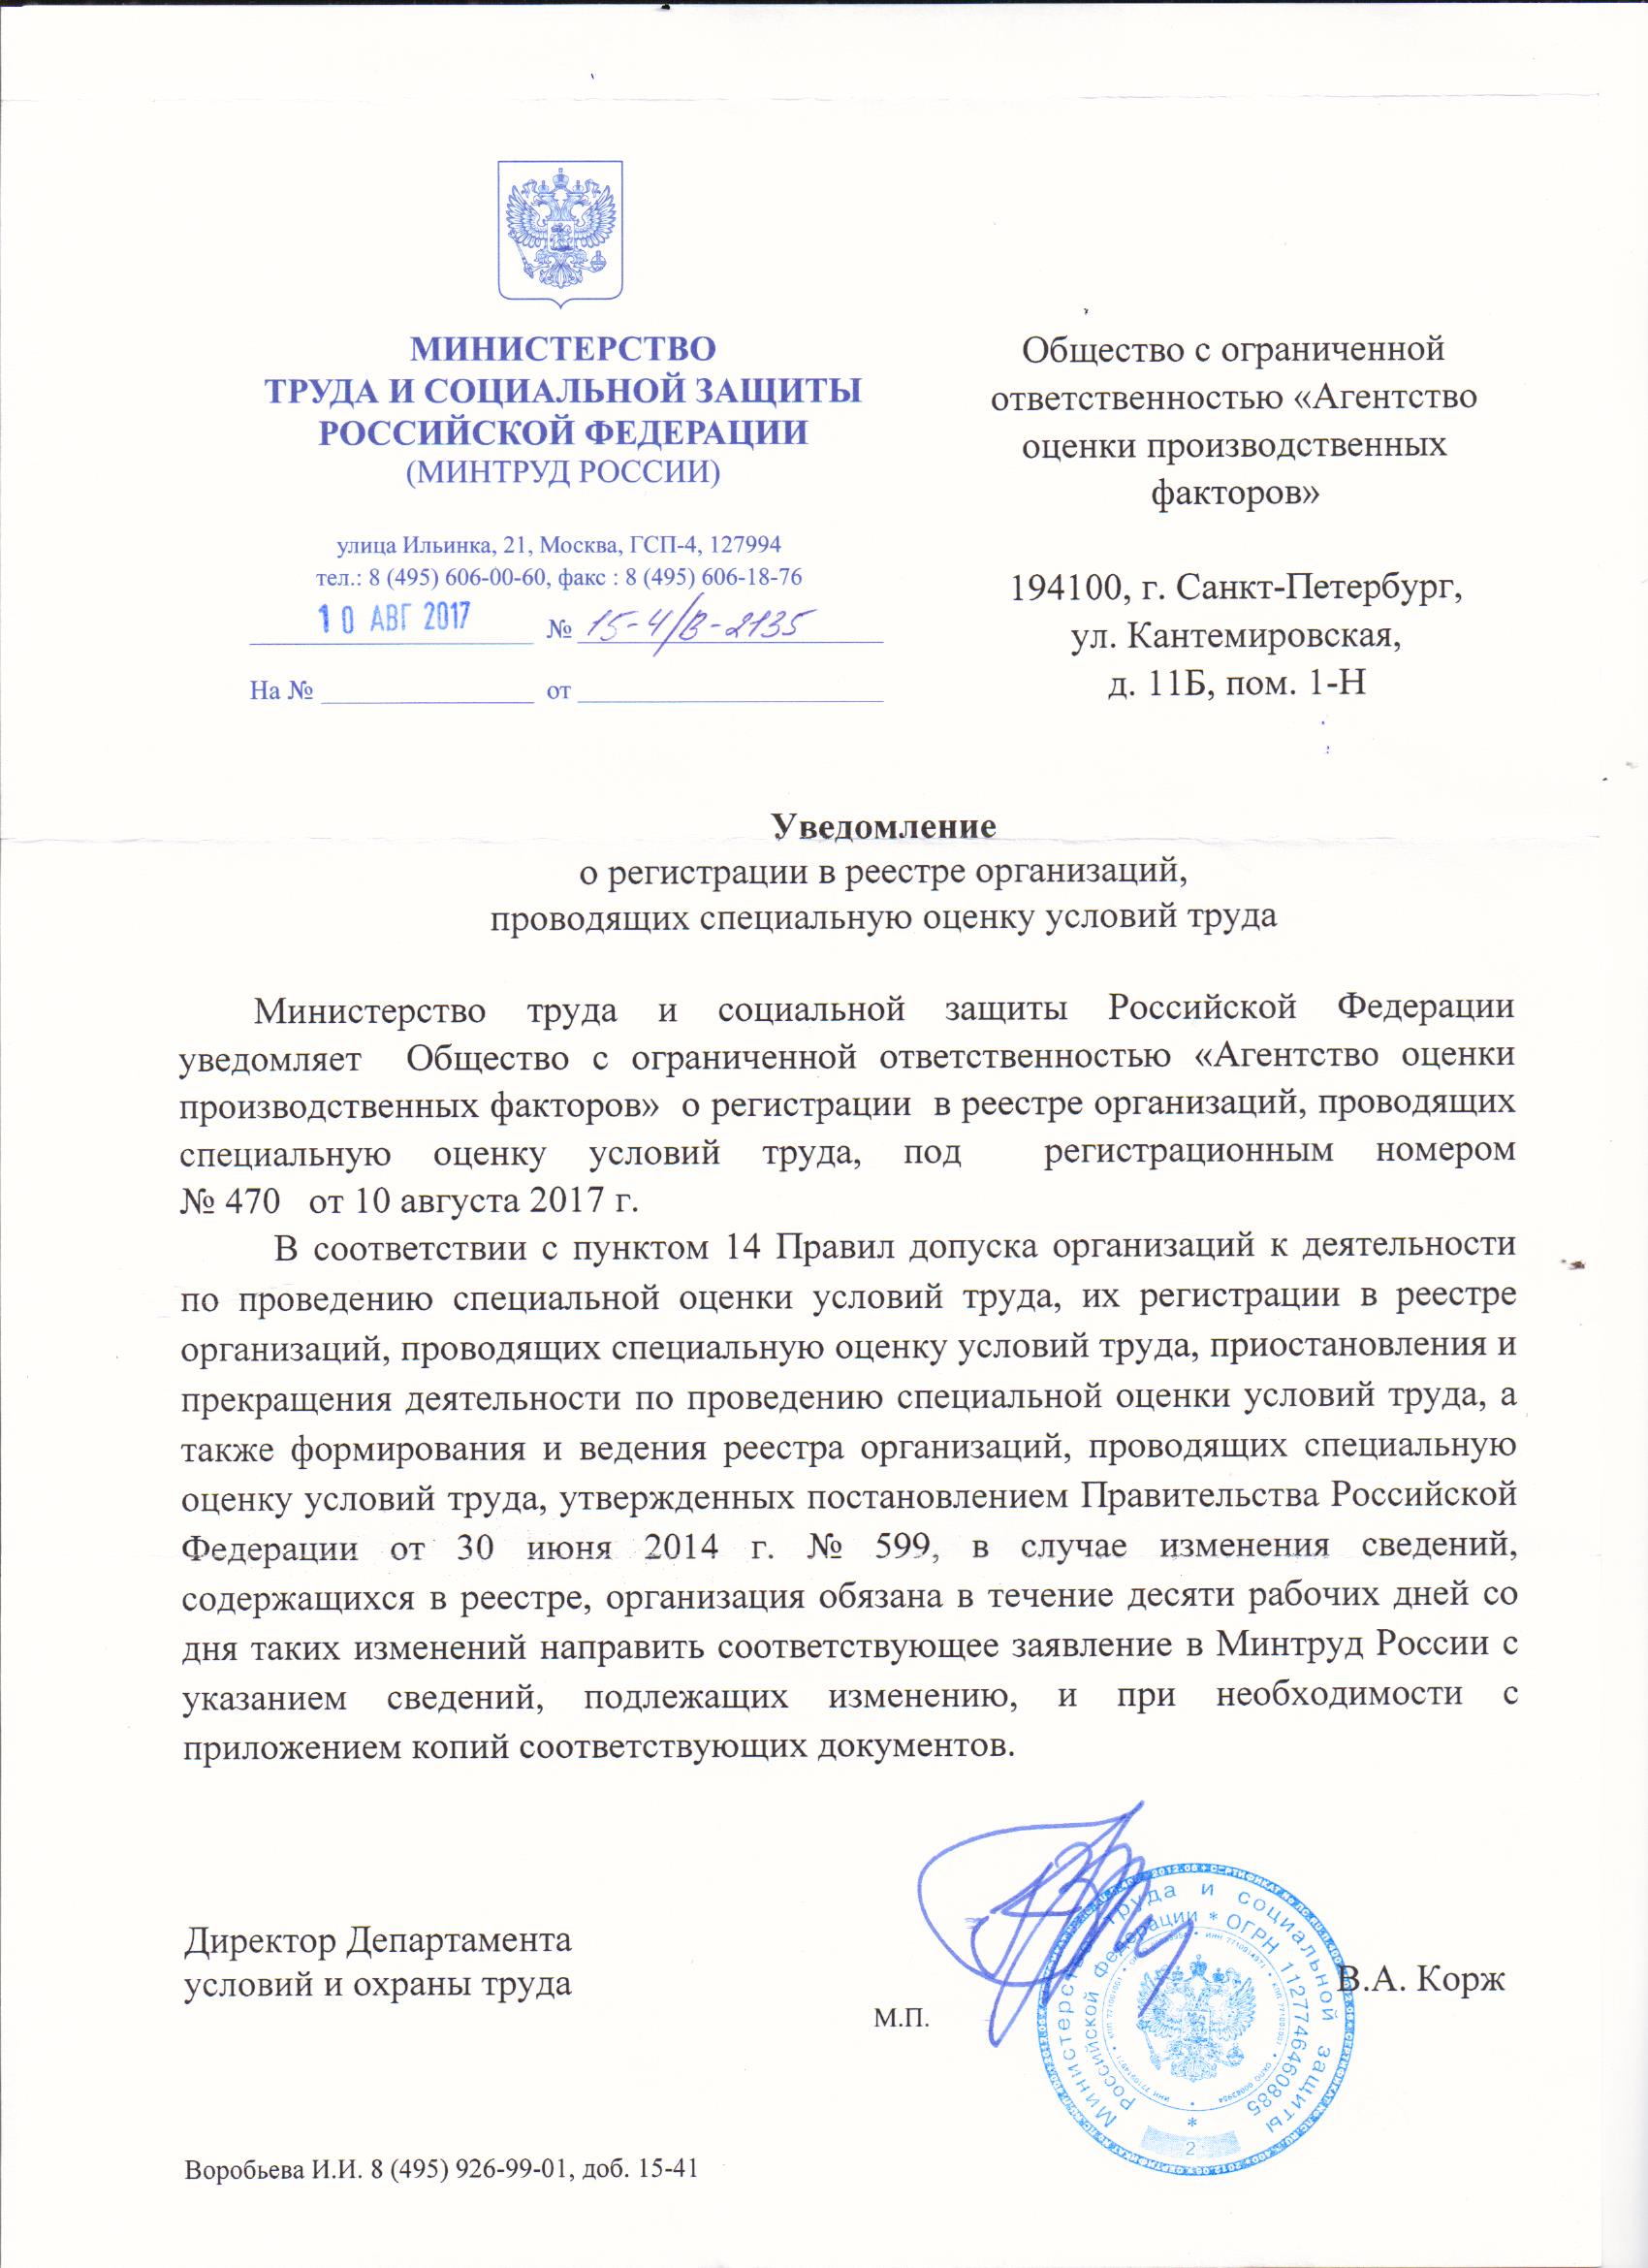 МИНИСТЕРСТВО
ТРУДА И СОЦИАЛЬНОЙ ЗАЩИТЫ
РОССИЙСКОЙ ФЕДЕРАЦИИ
(МИНТРУД РОССИИ)
улица Ильинка, 21, Москва, ГСП-4, 127994
тел.: 8 (495) 606-00-60, факс : 8 (495) 606-18-76
10 АВГ 2017 № 15-4/В-2135
На № от
Общество с ограниченной
ответственностью «Агентство
оценки производственных
факторов»
194100, г. Санкт-Петербург,
ул. Кантемировская,
д. 11Б, пом. 1-Н
Уведомление
о регистрации в реестре организаций,
проводящих специальную оценку условий труда
Министерство труда и социальной защиты Российской Федерации
уведомляет Общество с ограниченной ответственностью «Агентство оценки
производственных факторов» о регистрации в реестре организаций, проводящих
специальную оценку условий труда, под регистрационным номером
№ 470 от 10 августа 2017 г.
В соответствии с пунктом 14 Правил допуска организаций к деятельности
по проведению специальной оценки условий труда, их регистрации в реестре
организаций, проводящих специальную оценку условий труда, приостановления и
прекращения деятельности по проведению специальной оценки условий труда, а
также формирования и ведения реестра организаций, проводящих специальную
оценку условий труда, утвержденных постановлением Правительства Российской
Федерации от 30 июня 2014 г. № 599, в случае изменения сведений,
содержащихся в реестре, организация обязана в течение десяти рабочих дней со
дня таких изменений направить соответствующее заявление в Минтруд России с
указанием сведений, подлежащих изменению, и при необходимости с
приложением копий соответствующих документов.
Директор Департамента
условий и охраны труда
М.П.
В.А. Корж
Министерство труда и социальной защиты
Российской Федерации * ОГРН 1127746460885
*
2
Воробьева И.И. 8 (495) 926-99-01, доб. 15-41